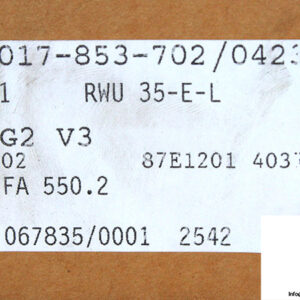 017-853-702/0423
1 RWU 35-E-L
G2 V3
02 87E1201 4037
FA 550.2
067835/0001 2542